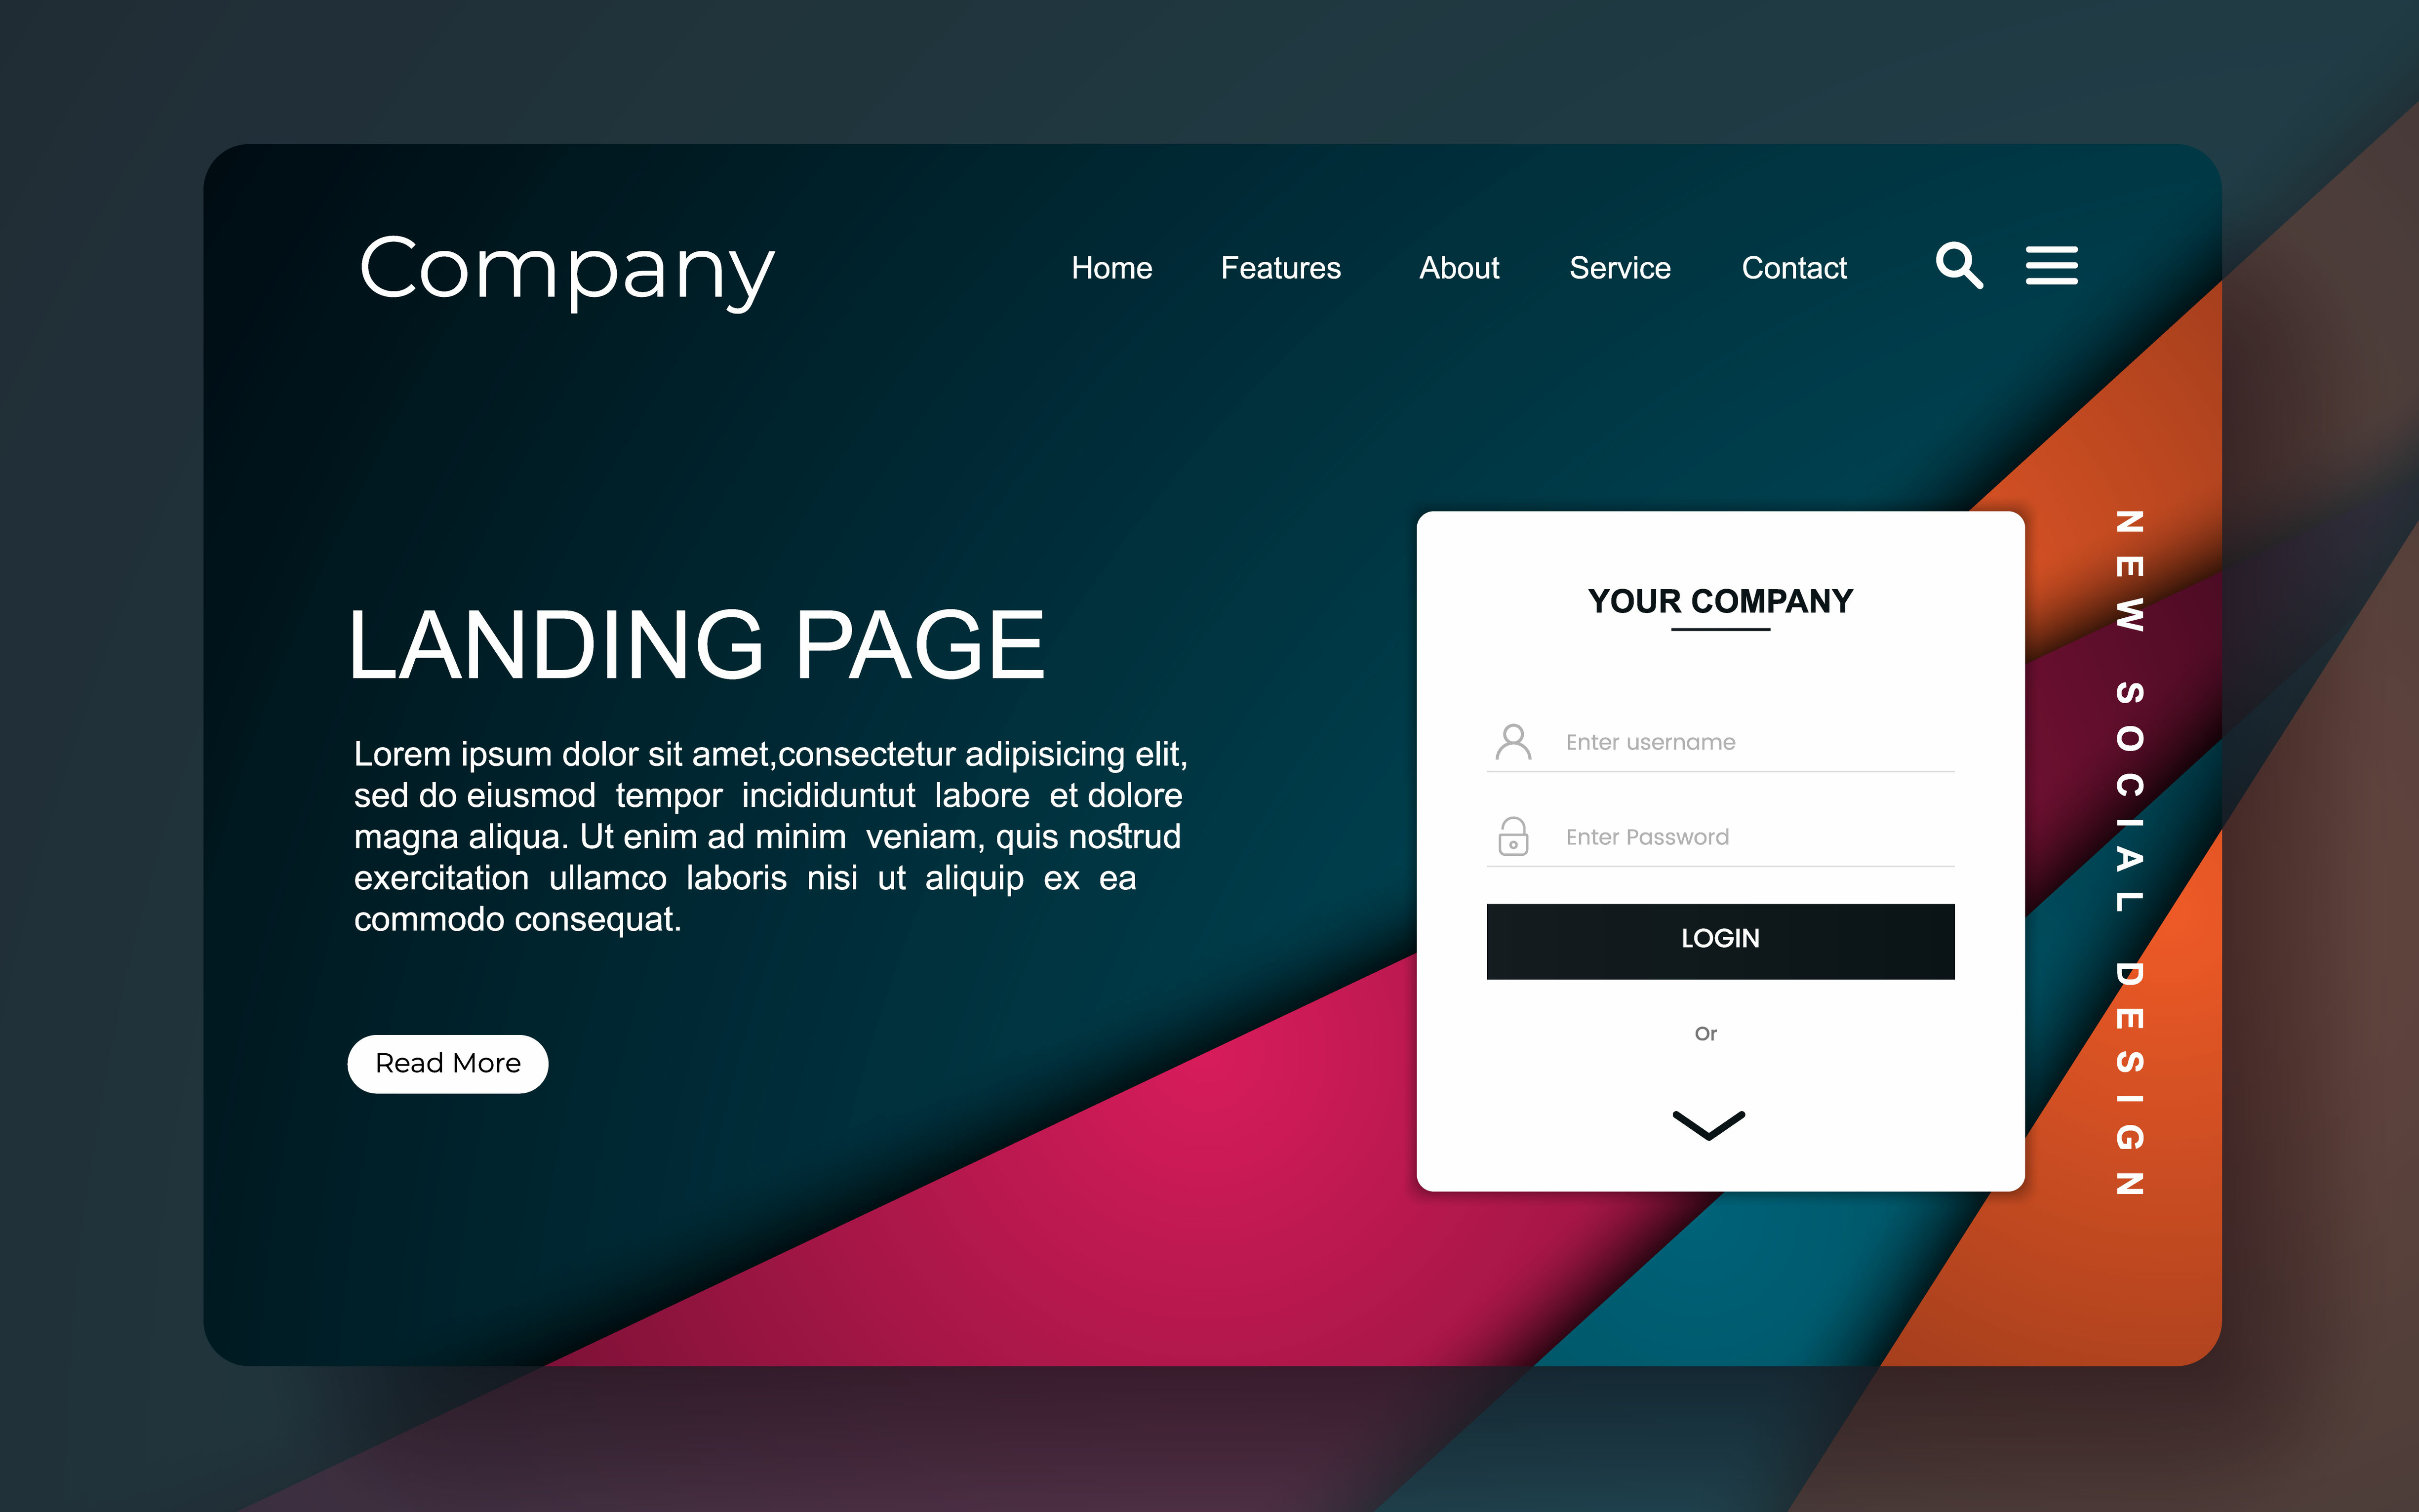 Company
Home Features About Service Contact
LANDING PAGE
Lorem ipsum dolor sit amet,consectetur adipisicing elit,
sed do eiusmod tempor incididuntut labore et dolore
magna aliqua. Ut enim ad minim veniam, quis nostrud
exercitation ullamco laboris nisi ut aliquip ex ea
commodo consequat.
Read More
YOUR COMPANY
Enter username
Enter Password
LOGIN
Or
NEW SOCIAL DESIGN